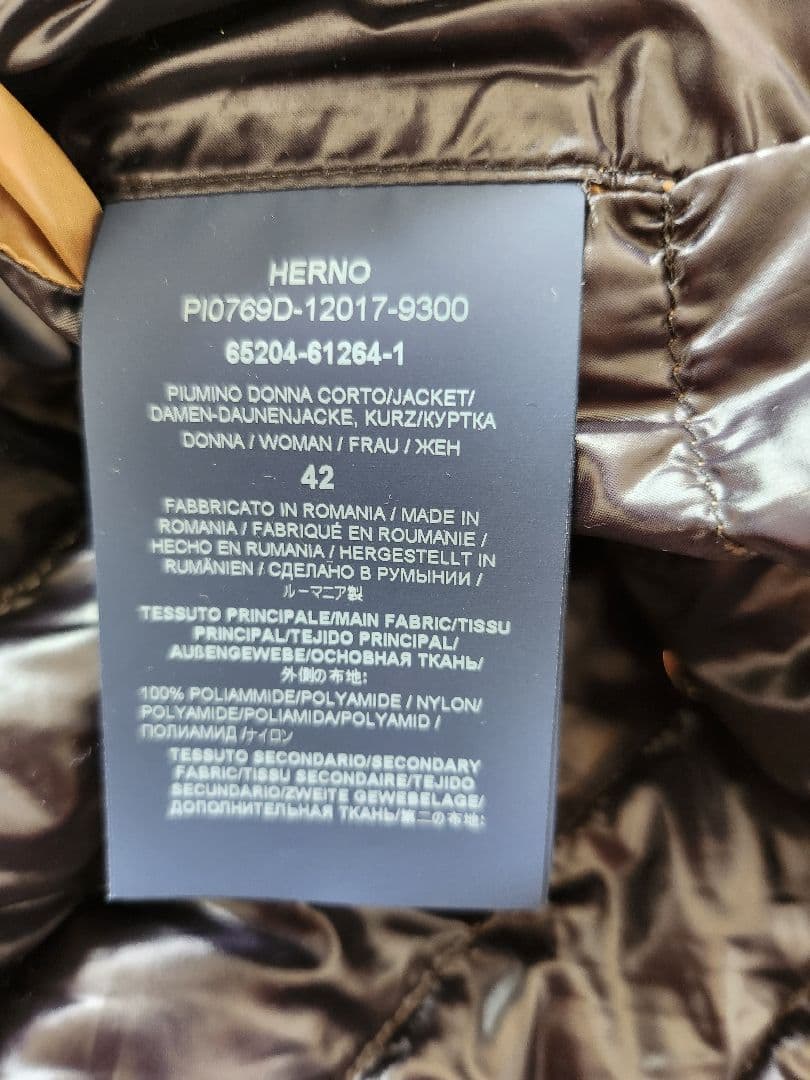 HERNO
PI0769D-12017-9300
65204-61264-1
PIUMINO DONNA CORTO/JACKET/
DAMEN-DAUNENJACKE, KURZ/КУРТКА
DONNA / WOMAN / FRAU / ЖЕН
42
FABBRICATO IN ROMANIA / MADE IN
ROMANIA / FABRIQUÉ EN ROUMANIE /
HECHO EN RUMANIA / HERGESTELLT IN
RUMÄNIEN / СДЕЛАНО В РУМЫНИИ /
ルーマニア製
TESSUTO PRINCIPALE/MAIN FABRIC/TISSU
PRINCIPAL/TEJIDO PRINCIPAL/
AUßENGEWEBE/ОСНОВНАЯ ТКАНЬ/
外側の布地:
100% POLIAMMIDE/POLYAMIDE / NYLON/
POLYAMIDE/POLIAMIDA/POLYAMID /
ПОЛИАМИД /ナイロン
TESSUTO SECONDARIO/SECONDARY
FABRIC/TISSU SECONDAIRE/TEJIDO
SECUNDARIO/ZWEITE GEWEBELAGE/
ДОПОЛНИТЕЛЬНАЯ ТКАНЬ/第二の布地: